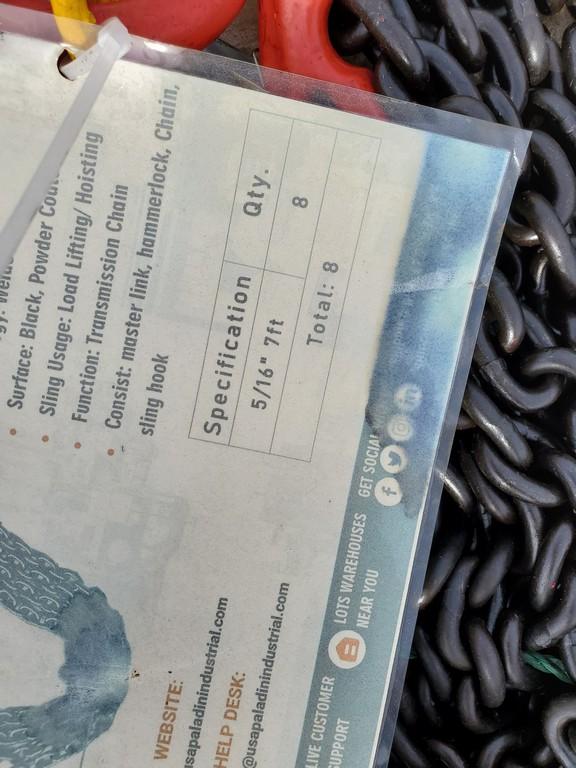 Surface: Black, Powder
Sling Usage: Load Lifting/ Hoisting
Function: Transmission Chain
Consist: master link, hammerlock, Chain,
sling hook
Specification Qty.
5/16" 7ft 8
Total: 8
WEBSITE:
usapaladinindustrial.com
HELP DESK:
@usapaladinindustrial.com
LIVE CUSTOMER
SUPPORT
LOTS WAREHOUSES
NEAR YOU
GET SOCIAL